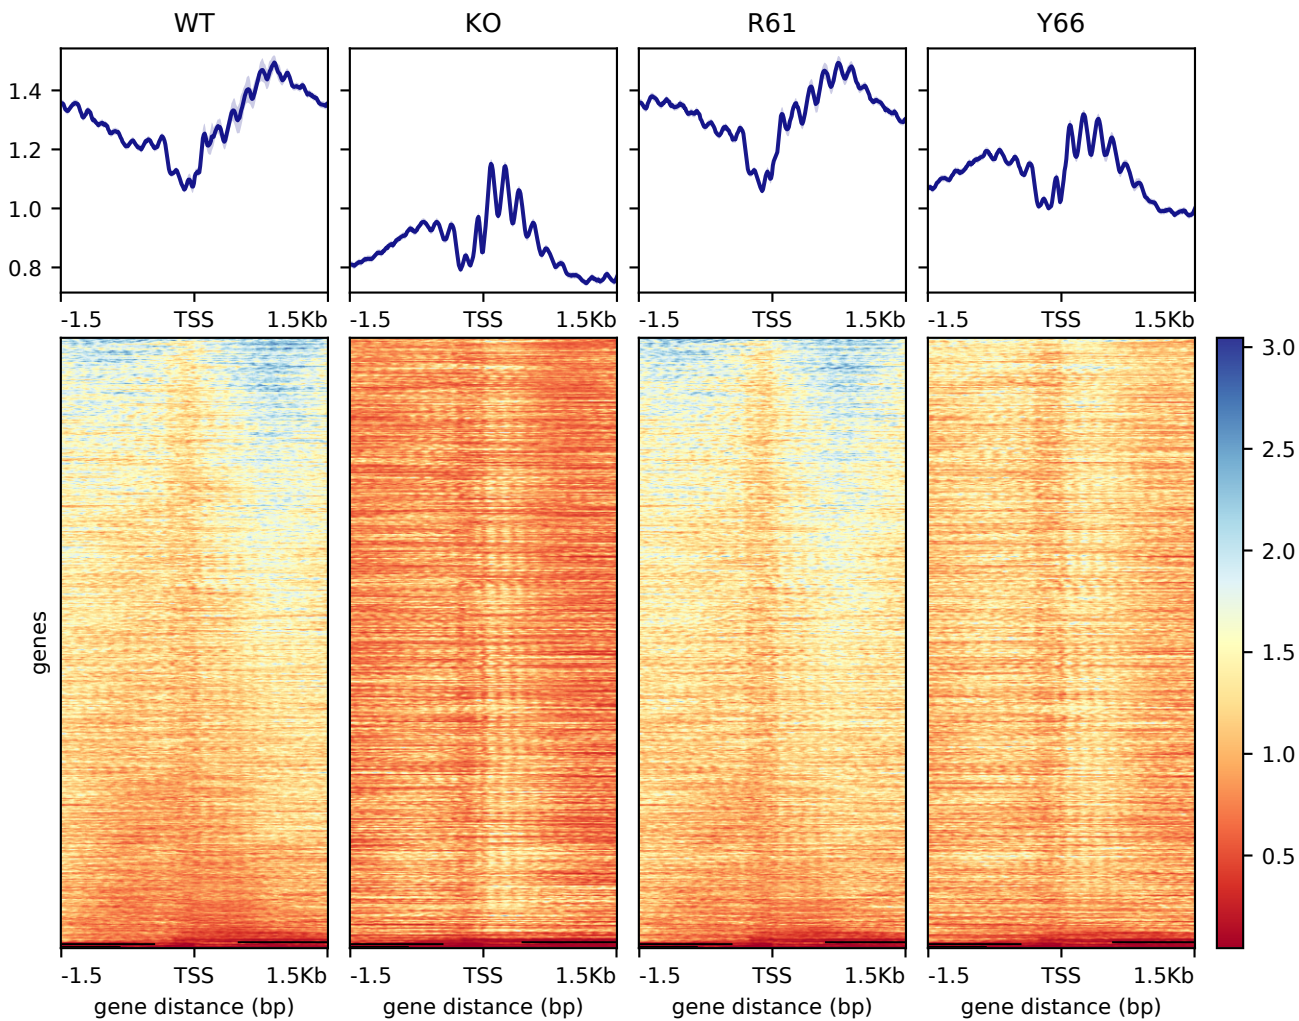 WT KO R61 Y66
1.4
1.2
1.0
0.8
-1.5 TSS 1.5Kb -1.5 TSS 1.5Kb -1.5 TSS 1.5Kb -1.5 TSS 1.5Kb
3.0
2.5
2.0
1.5
1.0
0.5
genes
-1.5 TSS 1.5Kb -1.5 TSS 1.5Kb -1.5 TSS 1.5Kb -1.5 TSS 1.5Kb
gene distance (bp) gene distance (bp) gene distance (bp) gene distance (bp)